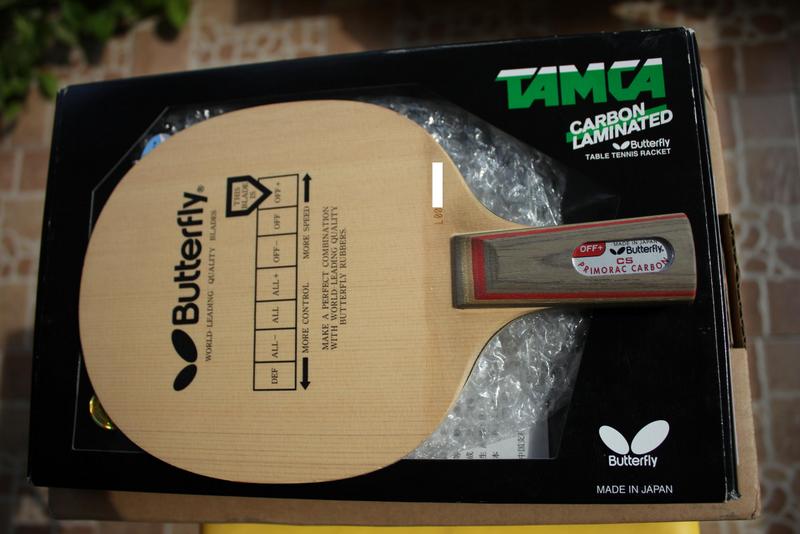 TAMCA
CARBON
LAMINATED
Butterfly
TABLE TENNIS RACKET
Butterfly®
WORLD-LEADING QUALITY BLADES
THIS
BLADE
IS
DEF
ALL-
ALL
ALL+
OFF-
OFF
OFF+
MORE CONTROL
MORE SPEED
MAKE A PERFECT COMBINATION
WITH WORLD-LEADING QUALITY
BUTTERFLY RUBBERS.
OFF+
MADE IN JAPAN
Butterfly
CS
PRIMORAC CARBON
Butterfly
MADE IN JAPAN